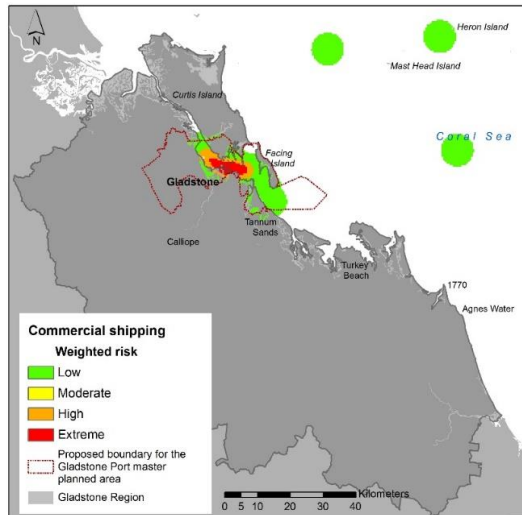 N
Heron Island
Mast Head Island
Curtis Island
Coral Sea
Facing
Island
Gladstone
Calliope
Tannum
Sands
Turkey
Beach
1770
Agnes Water
Commercial shipping
Weighted risk
Low
Moderate
High
Extreme
Proposed boundary for the
Gladstone Port master
planned area
Gladstone Region
Kilometers
0 5 10 20 30 40